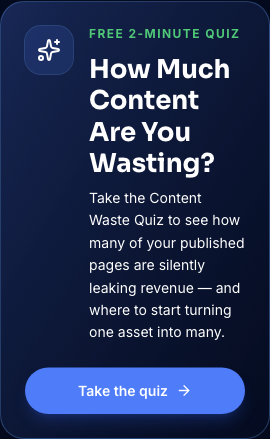 FREE 2-MINUTE QUIZ
How Much
Content
Are You
Wasting?
Take the Content
Waste Quiz to see how
many of your published
pages are silently
leaking revenue — and
where to start turning
one asset into many.
Take the quiz →